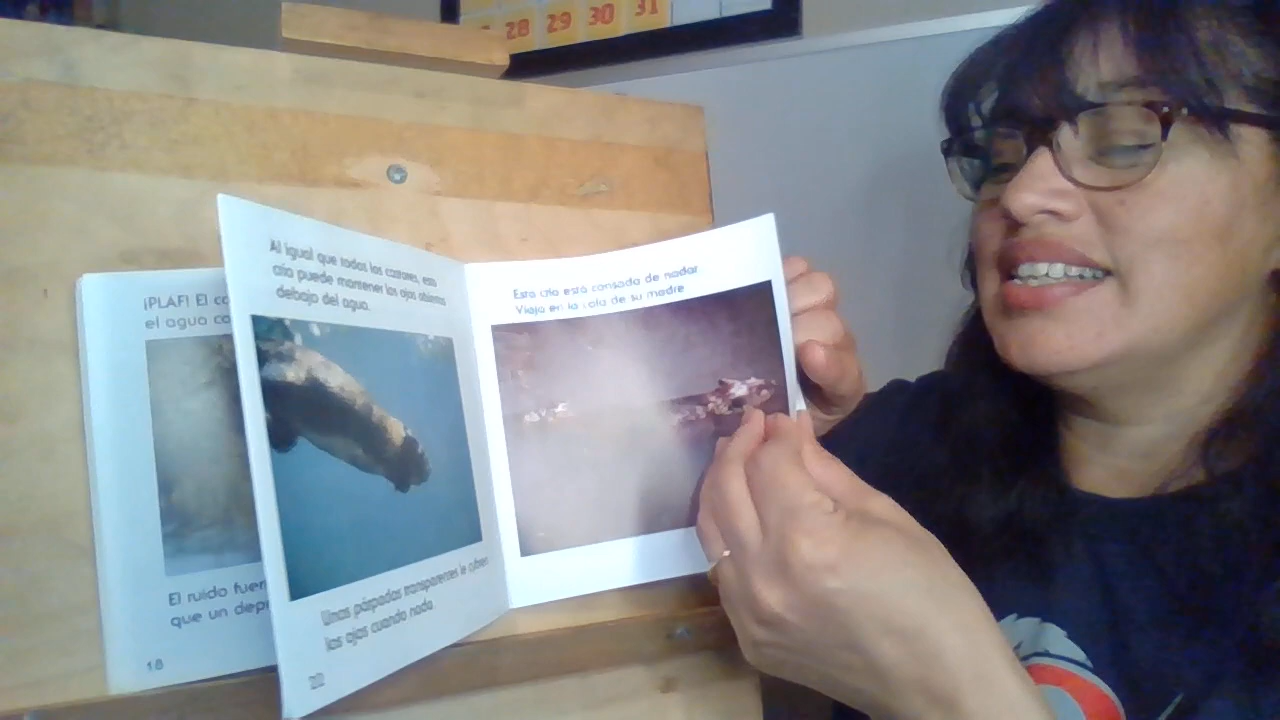 28 29 30 31
¡PLAF! El
el agua
El ruido
que un
18
Al igual que todos los castores, esta
cría puede mantener los ojos abiertos
debajo del agua.
Unos párpados transparentes le cubren
los ojos cuando nada.
22
Esta cría está cansada de nadar.
Viaja en la cola de su madre